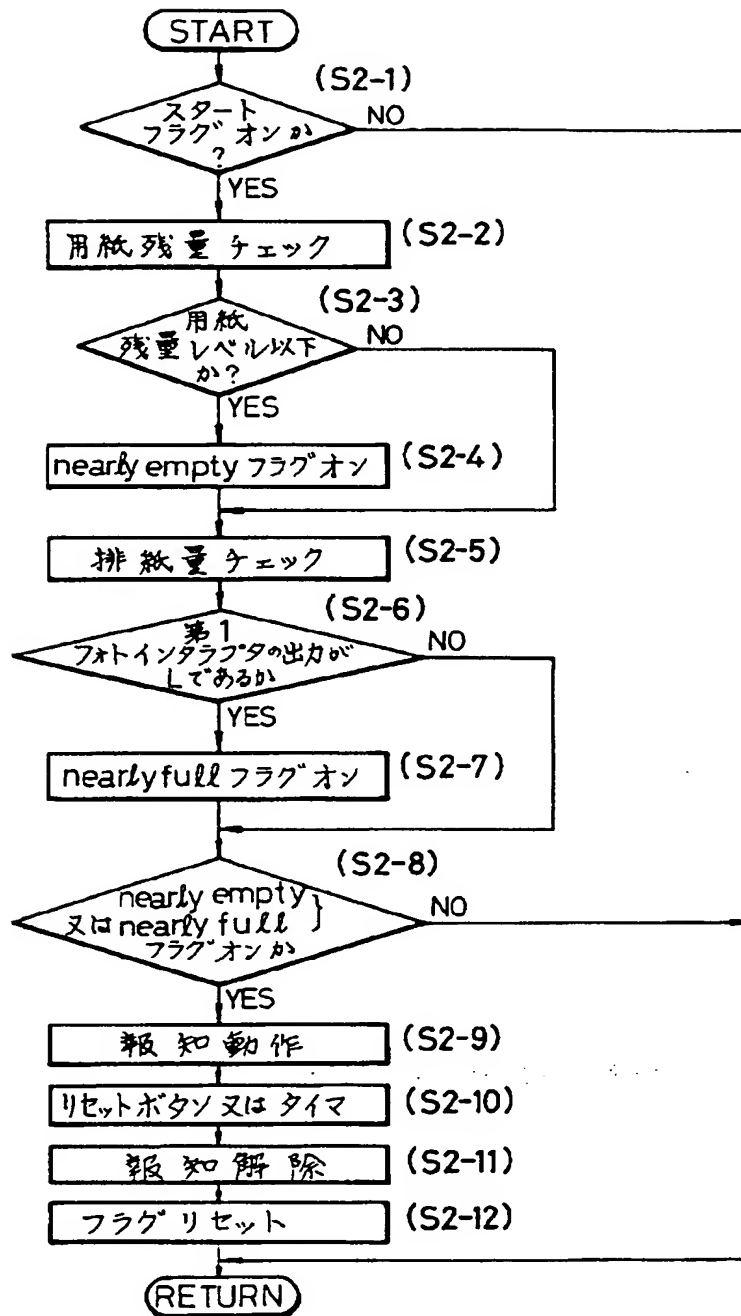 START
(S2-1)
スタート
フラグオンか
?
NO
YES
用紙残量チェック
(S2-2)
(S2-3)
用紙
残量レベル以下
か?
NO
YES
nearly empty フラグオン
(S2-4)
排紙量チェック
(S2-5)
(S2-6)
第1
フォトインタラプタの出力が
Lであるか
NO
YES
nearly full フラグオン
(S2-7)
(S2-8)
nearly empty
又は nearly full }
フラグオンか
NO
YES
報知動作
(S2-9)
リセットボタン又はタイマ
(S2-10)
報知解除
(S2-11)
フラグリセット
(S2-12)
RETURN